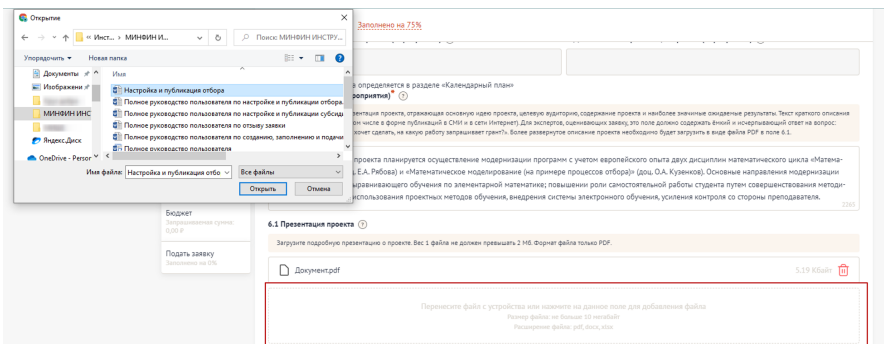 Открытие
« Инст... › МИНФИН И...
Поиск: МИНФИН ИНСТРУ...
Упорядочить
Новая папка
Документы
Изображени
МИНФИН ИНС
Яндекс.Диск
OneDrive - Persor
Имя
Настройка и публикация отбора
Полное руководство пользователя по настройке и публикации отбора.
Полное руководство пользователя по настройке и публикации субсид
Полное руководство пользователя по отзыву заявки
Полное руководство пользователя по созданию, заполнению и подачи
Полное руководство пользователя
Имя файла:
Настройка и публикация отбо
Все файлы
Открыть
Отмена
Заполнено на 75%
а определяется в разделе «Календарный план»
роприятия)* ?
зентация проекта, отражающая основную идею проекта, целевую аудиторию, содержание проекта и наиболее значимые ожидаемые результаты. Текст краткого описания
ом числе в форме публикаций в СМИ и в сети Интернет). Для экспертов, оценивающих заявку, это поле должно содержать ёмкий и исчерпывающий ответ на вопрос:
хочет сделать, на какую работу запрашивает грант?». Более развернутое описание проекта необходимо будет загрузить в виде файла PDF в поле 6.1.
проекта планируется осуществление модернизации программ с учетом европейского опыта двух дисциплин математического цикла «Матема-
. Е.А. Рябова) и «Математическое моделирование (на примере процессов отбора)» (доц. О.А. Кузенков). Основные направления модернизации
ыравнивающего обучения по элементарной математике; повышении роли самостоятельной работы студента путем совершенствования методи-
использования проектных методов обучения, внедрения системы электронного обучения, усиления контроля со стороны преподавателя.
3265
Бюджет
Запрашиваемая сумма:
0,00 ₽
Подать заявку
Заполнено на 0%
6.1 Презентация проекта ?
Загрузите подробную презентацию о проекте. Вес 1 файла не должен превышать 2 Мб. Формат файла только PDF.
Документ.pdf
5,19 Кбайт
Перенесите файл с устройства или нажмите на данное поле для добавления файла
Размер файла: не больше 10 мегабайт
Расширение файла: pdf, docx, xlsx